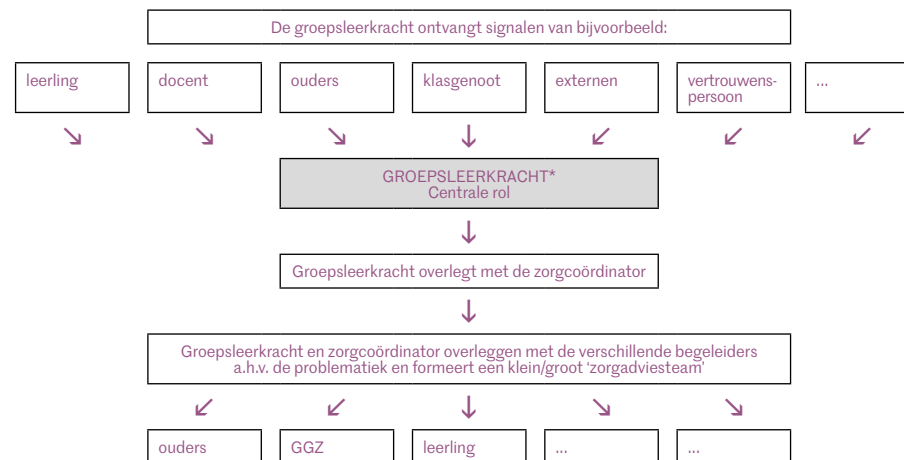 De groepsleerkracht ontvangt signalen van bijvoorbeeld:
leerling
docent
ouders
klasgenoot
externen
vertrouwens-
persoon
...
GROEPSLEERKRACHT*
Centrale rol
Groepsleerkracht overlegt met de zorgcoördinator
Groepsleerkracht en zorgcoördinator overleggen met de verschillende begeleiders
a.h.v. de problematiek en formeert een klein/groot ‘zorgadviesteam’
ouders
GGZ
leerling
...
...